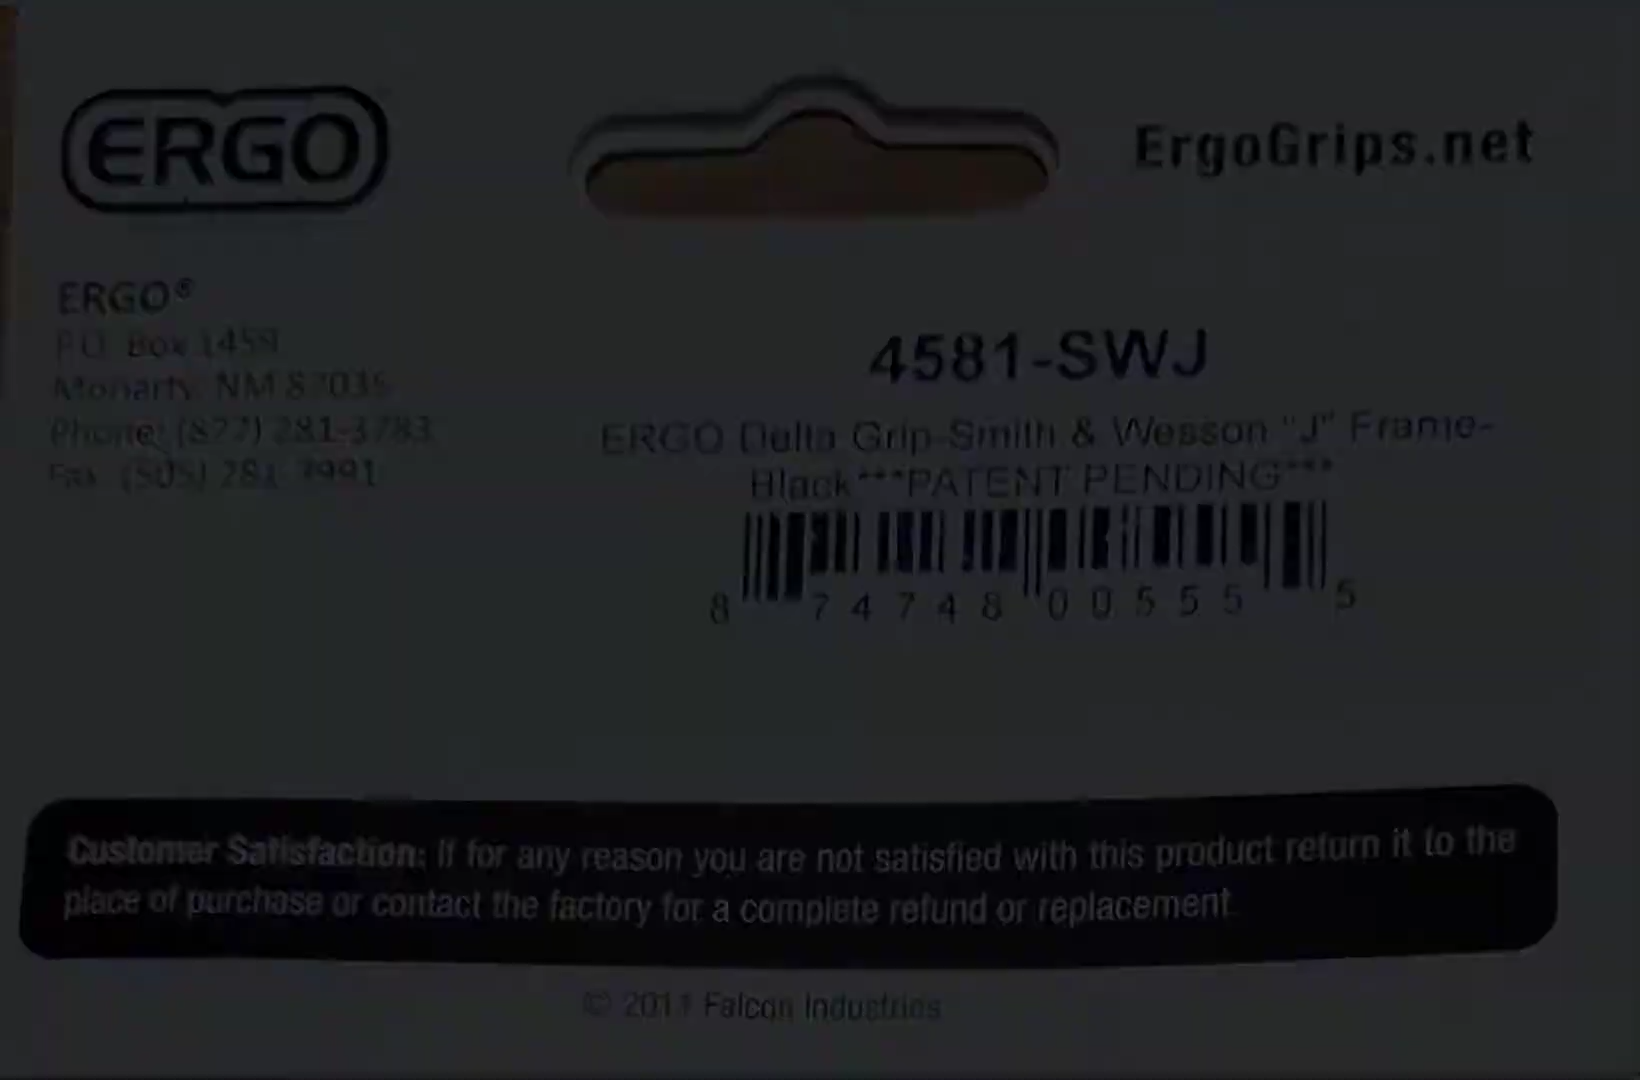 ERGO
ErgoGrips.net
ERGO®
P.O. Box 1459
Moriarty, NM 87035
Phone: (877) 281-3783
Fax: (505) 281-3991
4581-SWJ
ERGO Delta Grip-Smith & Wesson "J" Frame-
Black***PATENT PENDING***
8 74748 00555 5
Customer Satisfaction: If for any reason you are not satisfied with this product return it to the
place of purchase or contact the factory for a complete refund or replacement
© 2011 Falcon Industries